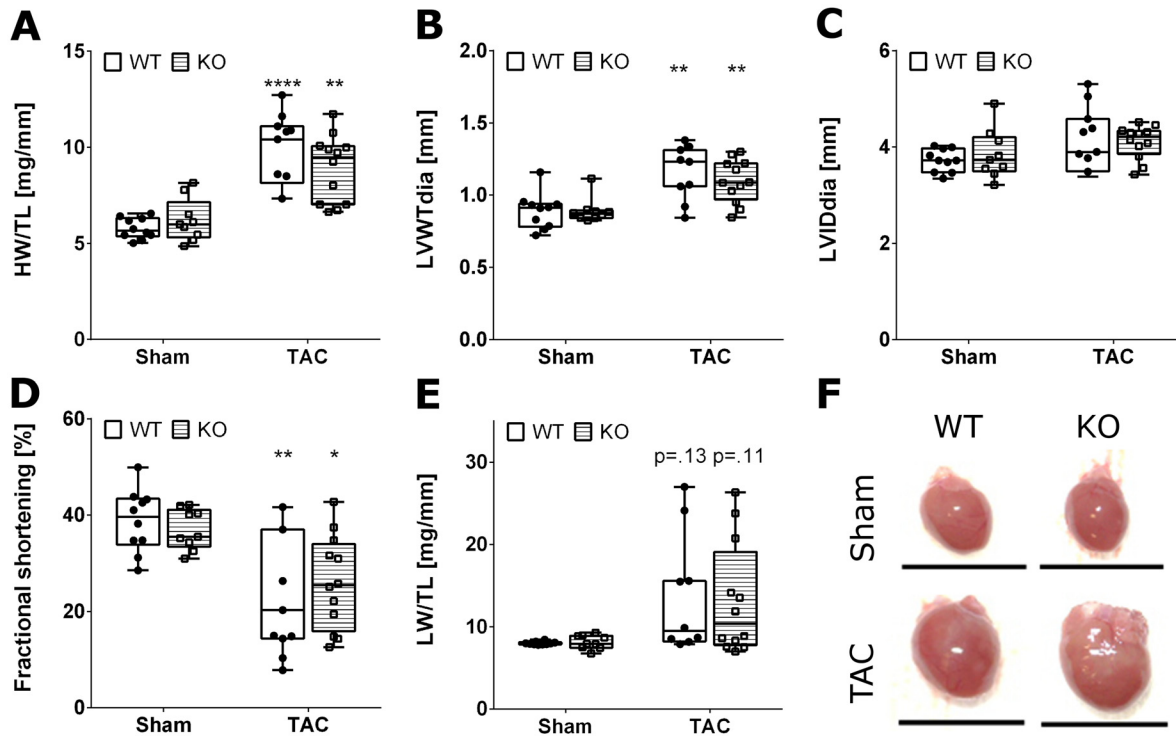 A
HW/TL [mg/mm]
15
10
5
0
WT KO
**** **
Sham TAC
B
LVWTdia [mm]
2.0
1.5
1.0
0.5
0.0
WT KO
** **
Sham TAC
C
LVIDdia [mm]
6
4
2
0
WT KO
Sham TAC
D
Fractional shortening [%]
60
40
20
0
WT KO
** *
Sham TAC
E
LW/TL [mg/mm]
30
20
10
0
WT KO
p=.13 p=.11
Sham TAC
F
WT KO
Sham
TAC